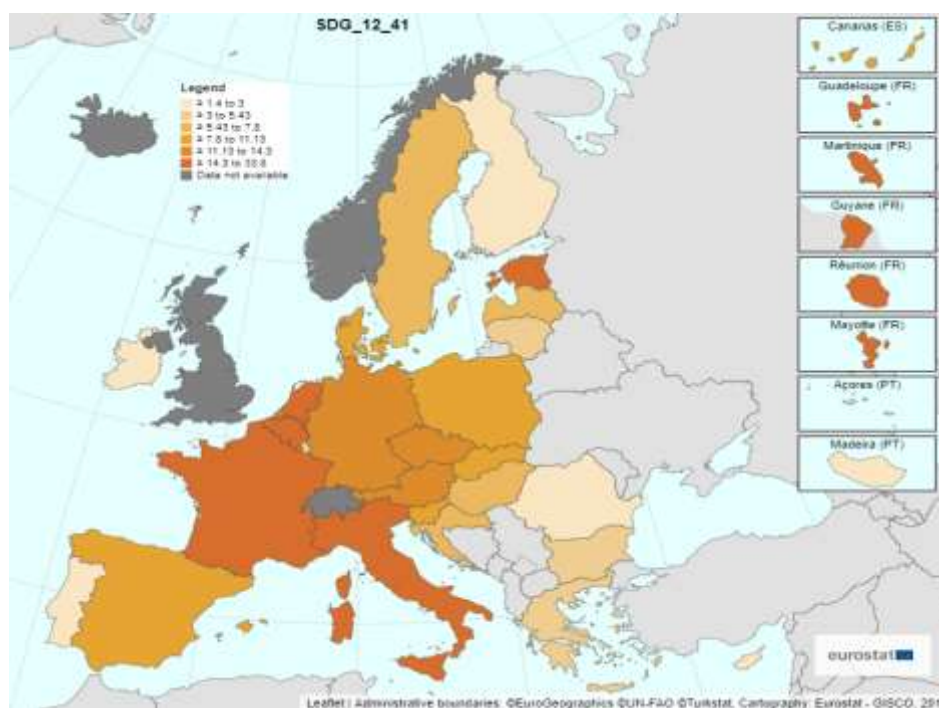 SDG_12_41
Legend
≥ 1.4 to 3
≥ 3 to 5.43
≥ 5.43 to 7.8
≥ 7.8 to 11.13
≥ 11.13 to 14.3
≥ 14.3 to
Data not available
Canarias (ES)
Guadeloupe (FR)
Martinique (FR)
Guyane (FR)
Réunion (FR)
Mayotte (FR)
Açores (PT)
Madeira (PT)
eurostat
Leaflet | Administrative boundaries: ©EuroGeographics ©UN-FAO ©Turkstat, Cartography: Eurostat - GISCO, 201